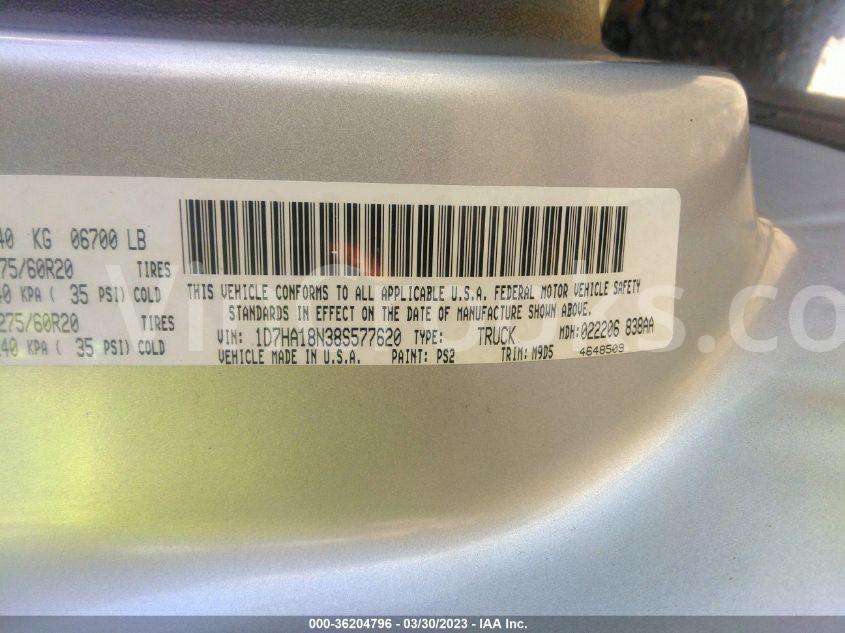 40 KG 06700 LB
275/60R20 TIRES
40 KPA ( 35 PSI) COLD
275/60R20 TIRES
240 KPA ( 35 PSI) COLD
THIS VEHICLE CONFORMS TO ALL APPLICABLE U.S.A. FEDERAL MOTOR VEHICLE SAFETY
STANDARDS IN EFFECT ON THE DATE OF MANUFACTURE SHOWN ABOVE.
VIN: 1D7HA18N38S577620 TYPE: TRUCK MDH: 022206 838AA
VEHICLE MADE IN U.S.A. PAINT: PS2 TRIM: M9D5 4648509
000-36204796 - 03/30/2023 - IAA Inc.